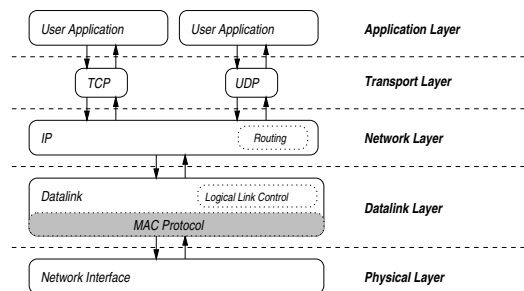 User Application
User Application
Application Layer
TCP
UDP
Transport Layer
IP
Routing
Network Layer
Datalink
Logical Link Control
MAC Protocol
Datalink Layer
Network Interface
Physical Layer